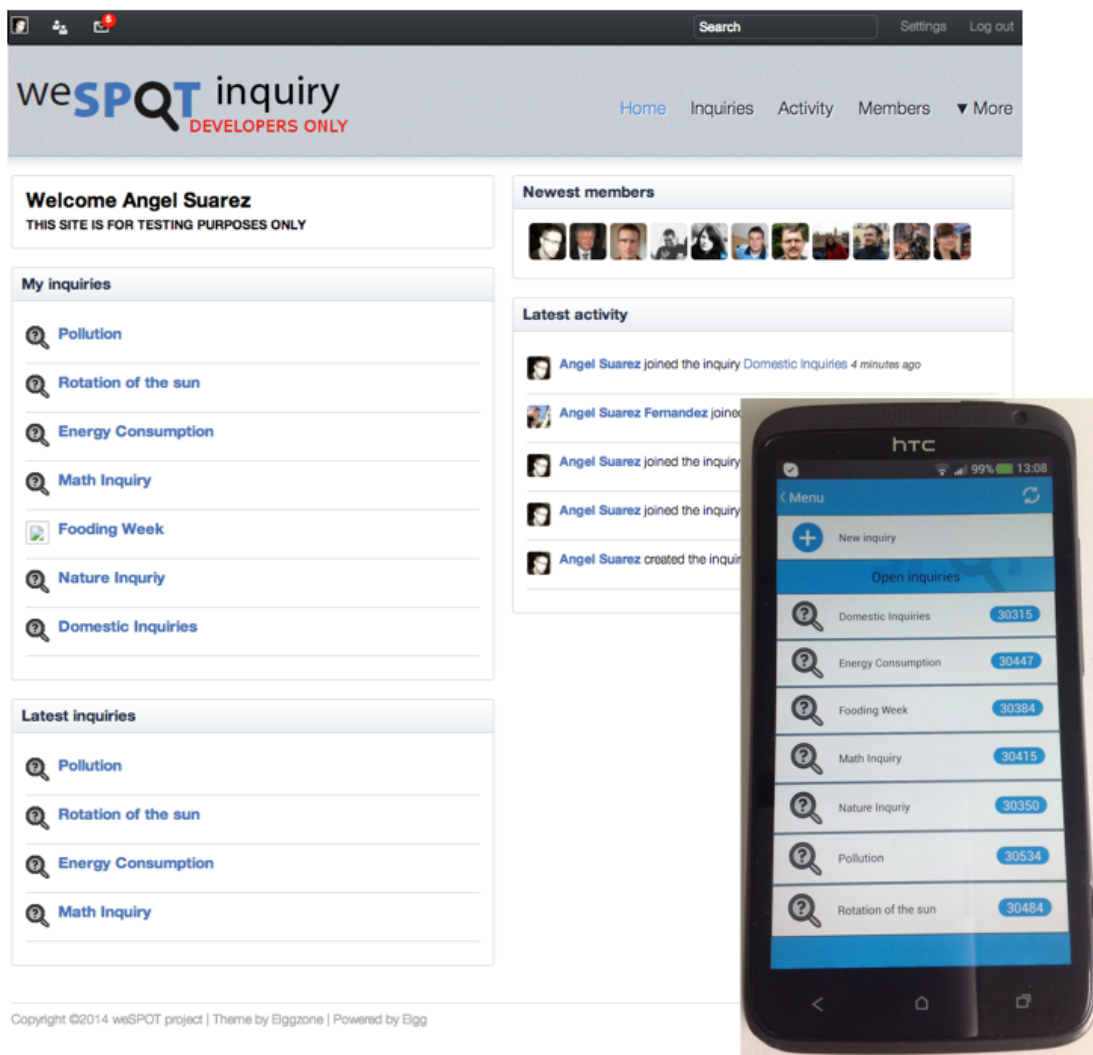 5
Search
Settings
Log out
weSPOT inquiry
DEVELOPERS ONLY
Home
Inquiries
Activity
Members
▼ More
Welcome Angel Suarez
THIS SITE IS FOR TESTING PURPOSES ONLY
My inquiries
Pollution
Rotation of the sun
Energy Consumption
Math Inquiry
Fooding Week
Nature Inquriy
Domestic Inquiries
Latest inquiries
Pollution
Rotation of the sun
Energy Consumption
Math Inquiry
Newest members
Latest activity
Angel Suarez joined the inquiry Domestic Inquiries 4 minutes ago
Angel Suarez Fernandez joined
Angel Suarez joined the inquiry
Angel Suarez joined the inquiry
Angel Suarez created the inquir
hTC
99% 13:08
< Menu
New inquiry
Open inquiries
Domestic Inquiries 30315
Energy Consumption 30447
Fooding Week 30384
Math Inquiry 30415
Nature Inquriy 30350
Pollution 30534
Rotation of the sun 30484
Copyright ©2014 weSPOT project | Theme by Elggzone | Powered by Elgg